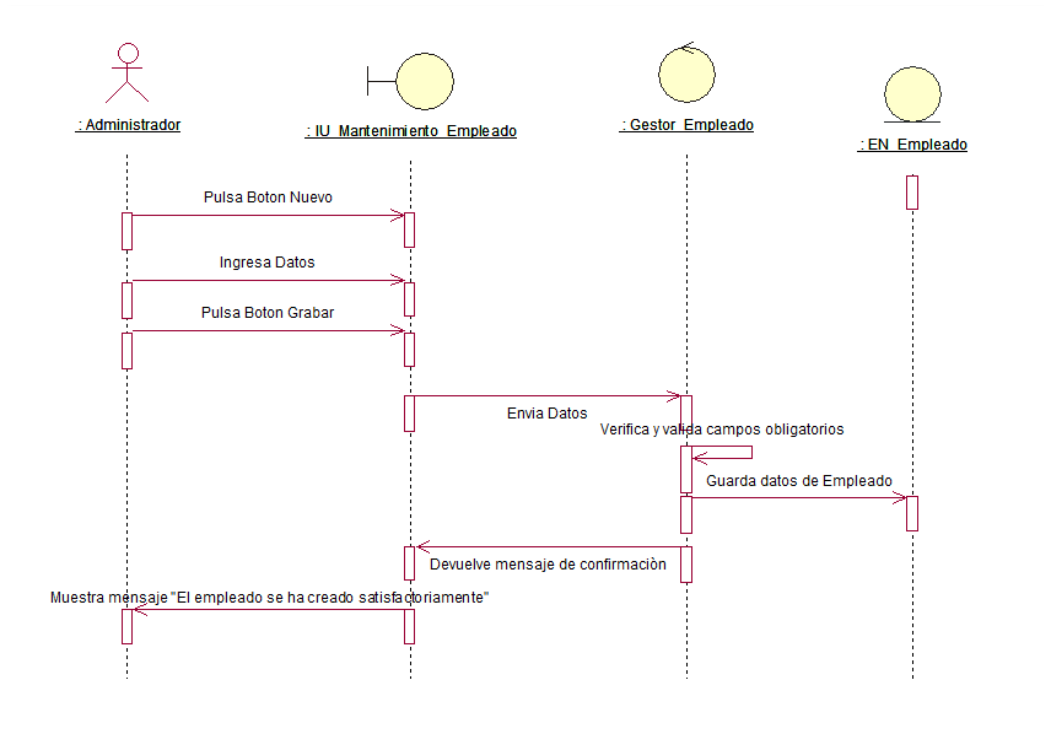 : Administrador
: IU_Mantenimiento_Empleado
: Gestor_Empleado
: EN_Empleado
Pulsa Boton Nuevo
Ingresa Datos
Pulsa Boton Grabar
Envia Datos
Verifica y valida campos obligatorios
Guarda datos de Empleado
Devuelve mensaje de confirmaciòn
Muestra mensaje "El empleado se ha creado satisfactoriamente"